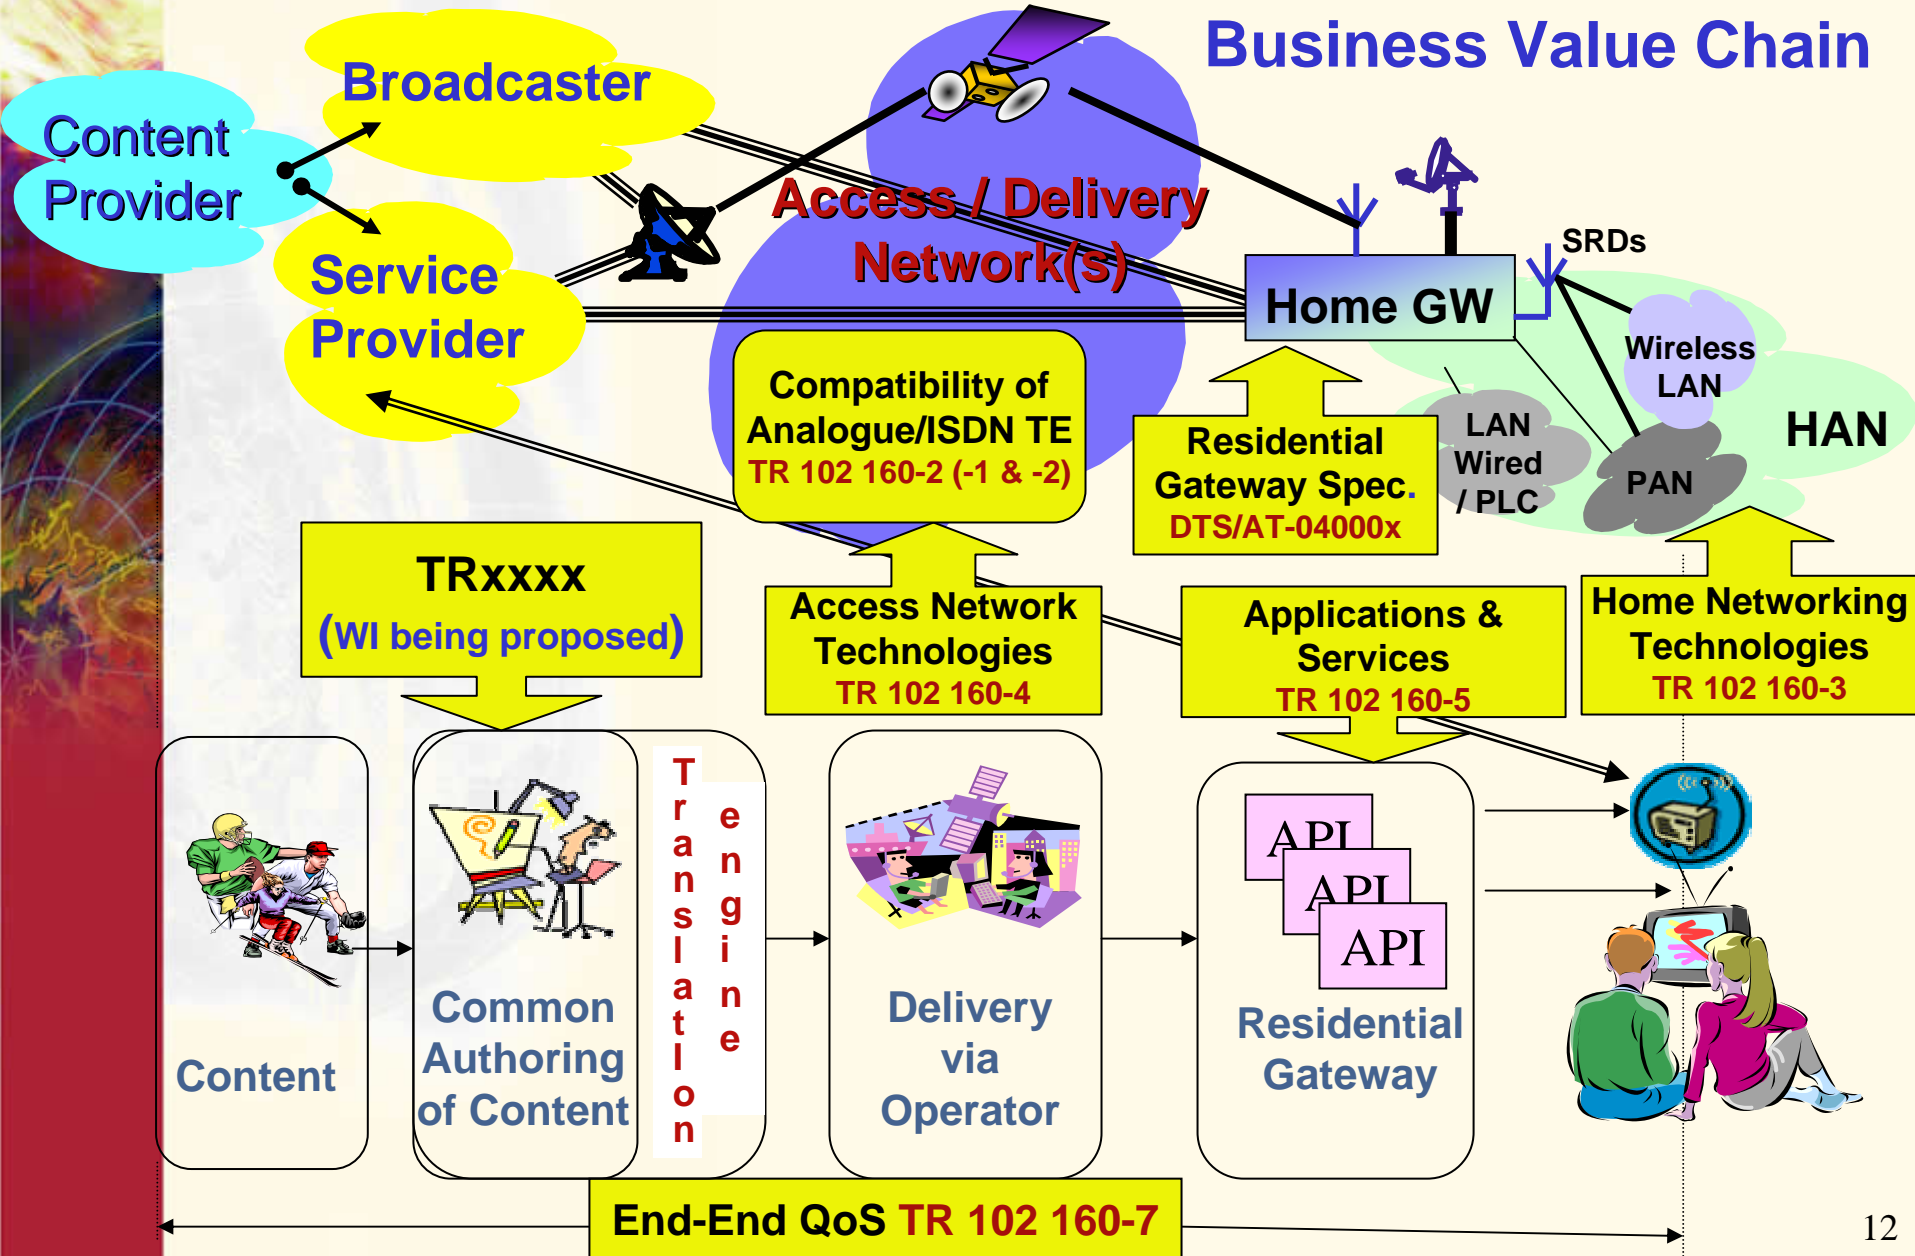 Business Value Chain
Content
Provider
Broadcaster
Service
Provider
Access / Delivery
Network(s)
Home GW
SRDs
Wireless
LAN
HAN
LAN
Wired
/ PLC
PAN
Compatibility of
Analogue/ISDN TE
TR 102 160-2 (-1 & -2)
Residential
Gateway Spec.
DTS/AT-04000x
TRxxxx
(WI being proposed)
Access Network
Technologies
TR 102 160-4
Applications &
Services
TR 102 160-5
Home Networking
Technologies
TR 102 160-3
Content
Common
Authoring
of Content
TranslatIon
engine
Delivery
via
Operator
API
API
API
Residential
Gateway
End-End QoS TR 102 160-7
12